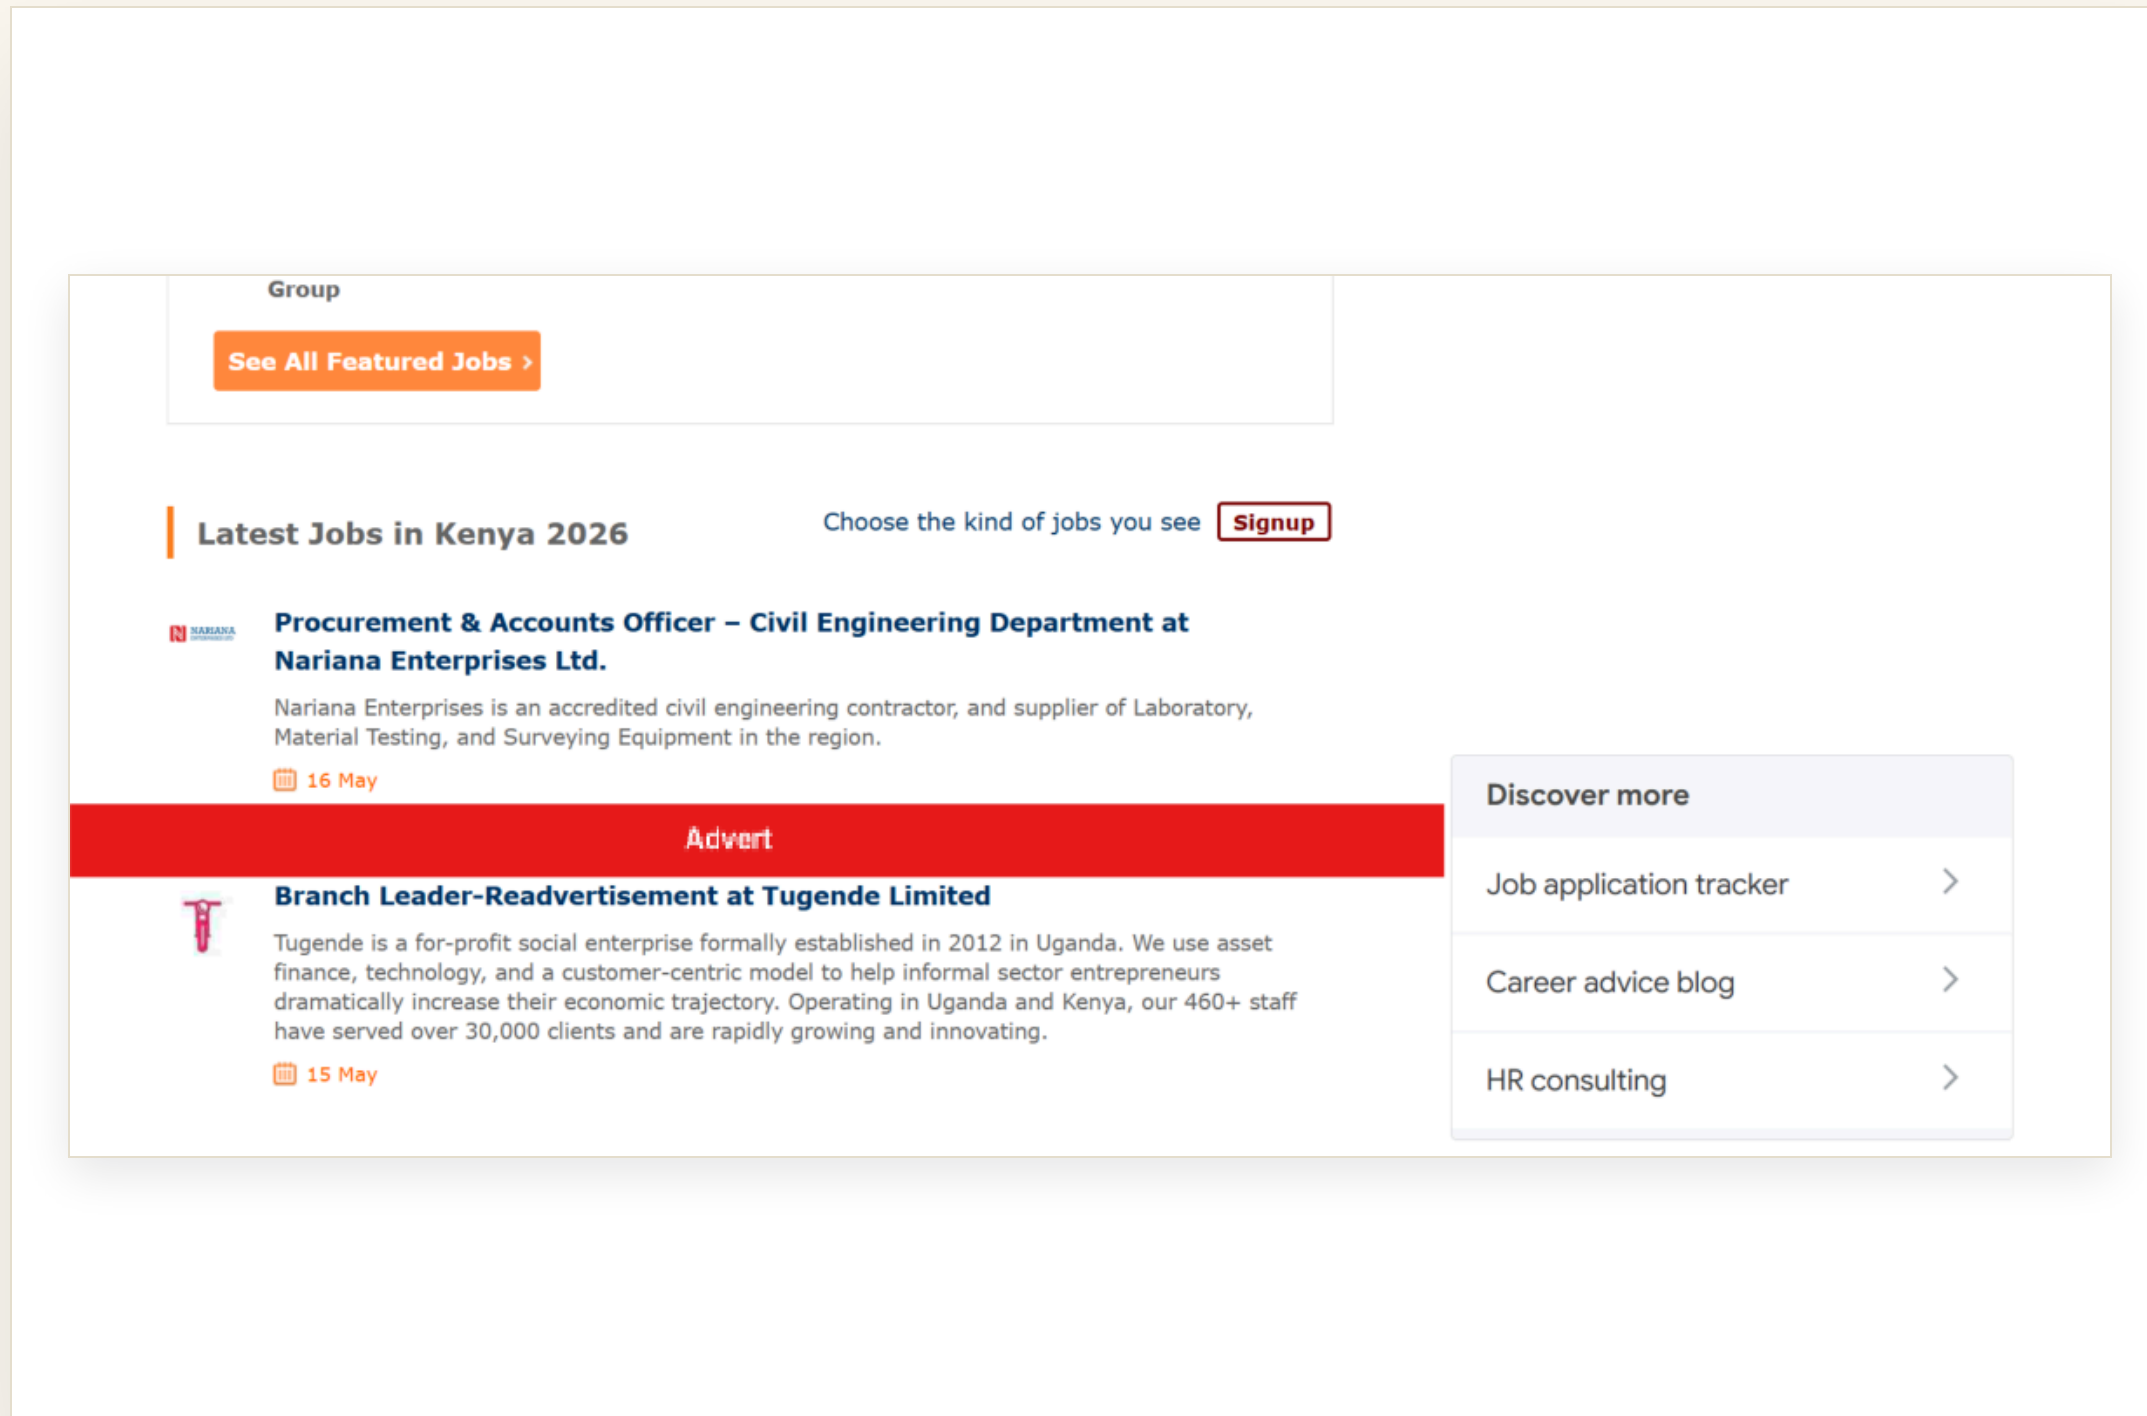 Group
See All Featured Jobs >
Latest Jobs in Kenya 2026
Choose the kind of jobs you see Signup
NARIANA
Procurement & Accounts Officer – Civil Engineering Department at
Nariana Enterprises Ltd.
Nariana Enterprises is an accredited civil engineering contractor, and supplier of Laboratory,
Material Testing, and Surveying Equipment in the region.
16 May
Advert
Branch Leader-Readvertisement at Tugende Limited
Tugende is a for-profit social enterprise formally established in 2012 in Uganda. We use asset
finance, technology, and a customer-centric model to help informal sector entrepreneurs
dramatically increase their economic trajectory. Operating in Uganda and Kenya, our 460+ staff
have served over 30,000 clients and are rapidly growing and innovating.
15 May
Discover more
Job application tracker
Career advice blog
HR consulting